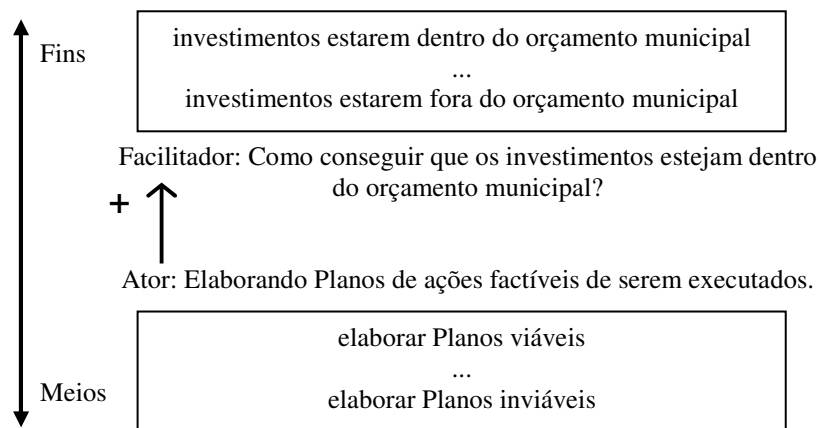 Fins
investimentos estarem dentro do orçamento municipal
...
investimentos estarem fora do orçamento municipal
Facilitador: Como conseguir que os investimentos estejam dentro
do orçamento municipal?
+
Ator: Elaborando Planos de ações factíveis de serem executados.
elaborar Planos viáveis
...
Meios
elaborar Planos inviáveis